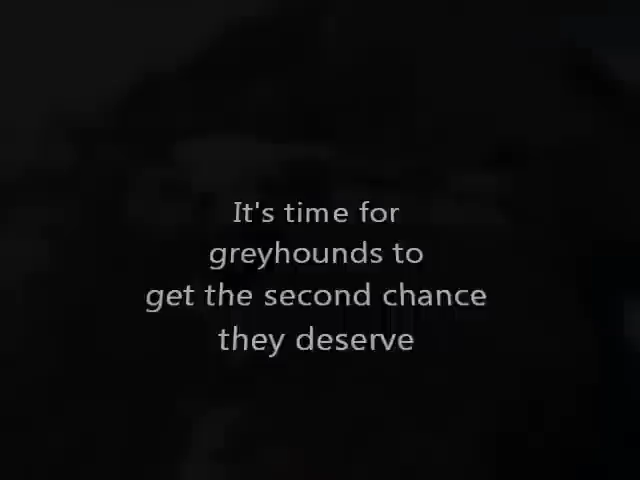 It's time for
greyhounds to
get the second chance
they deserve